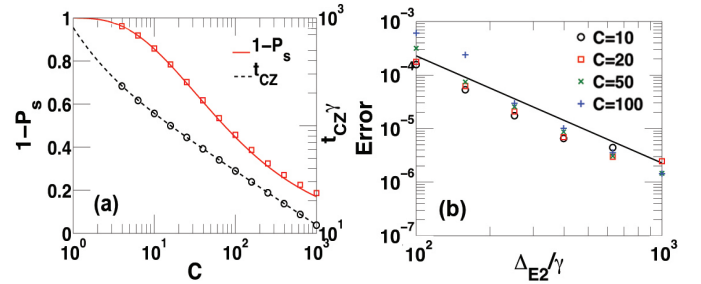 1
0.8
0.6
0.4
0.2
0
1-P_s
10^0
10^1
10^2
10^3
C
10^3
10^1
t_CZ γ
1-P_s
t_CZ
(a)
10^-3
10^-4
10^-5
10^-6
10^-7
Error
C=10
C=20
C=50
C=100
(b)
10^2
10^3
Δ_E2/γ